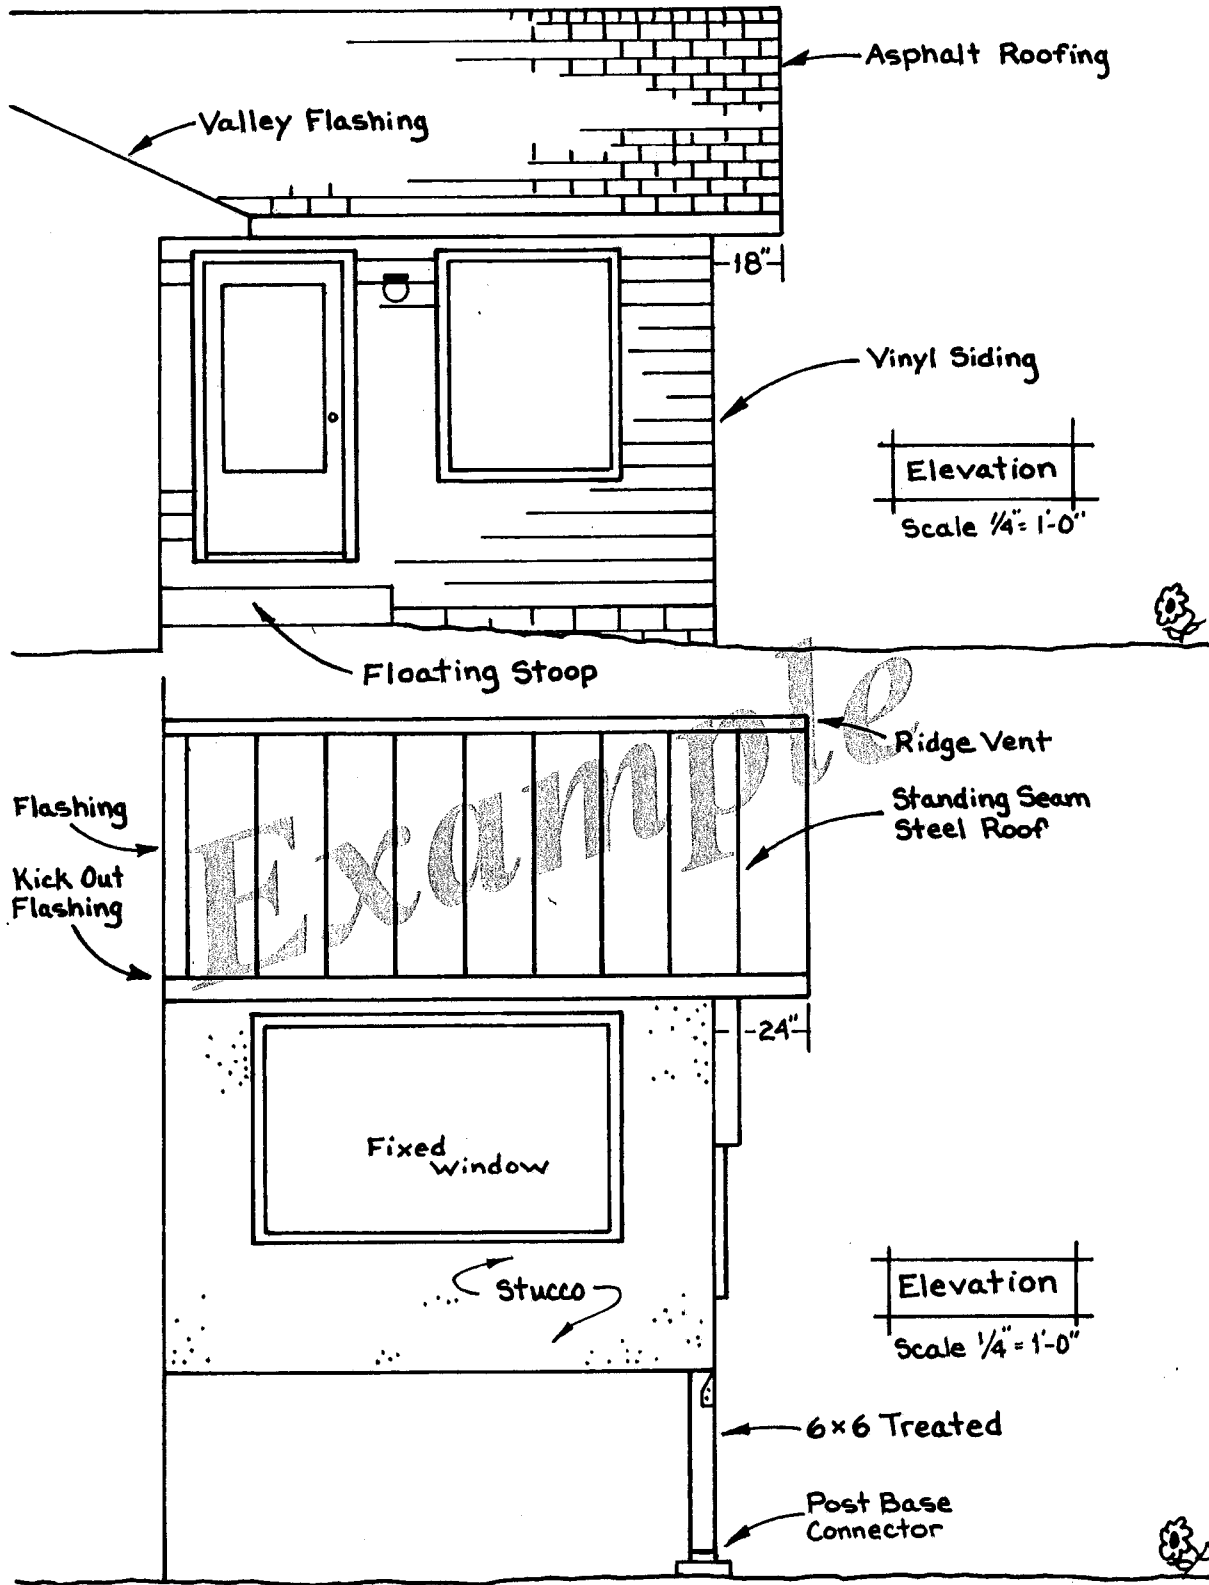 Asphalt Roofing
Valley Flashing
18"
Vinyl Siding
Elevation
Scale 1/4" = 1'-0"
Floating Stoop
Example
Ridge Vent
Standing Seam
Steel Roof
Flashing
Kick Out
Flashing
24"
Fixed
Window
Stucco
Elevation
Scale 1/4" = 1'-0"
6x6 Treated
Post Base
Connector